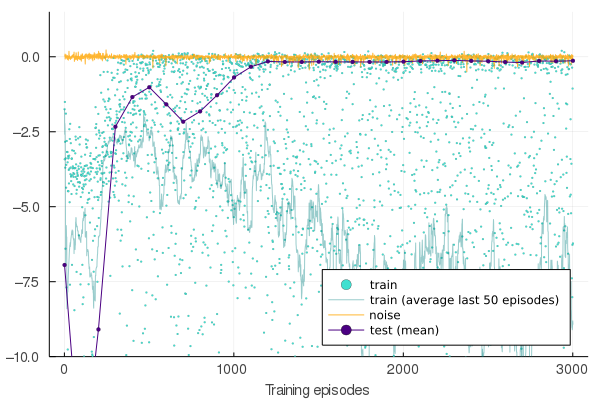 0.0
−2.5
−5.0
−7.5
−10.0
train
train (average last 50 episodes)
noise
test (mean)
0 1000 2000 3000
Training episodes